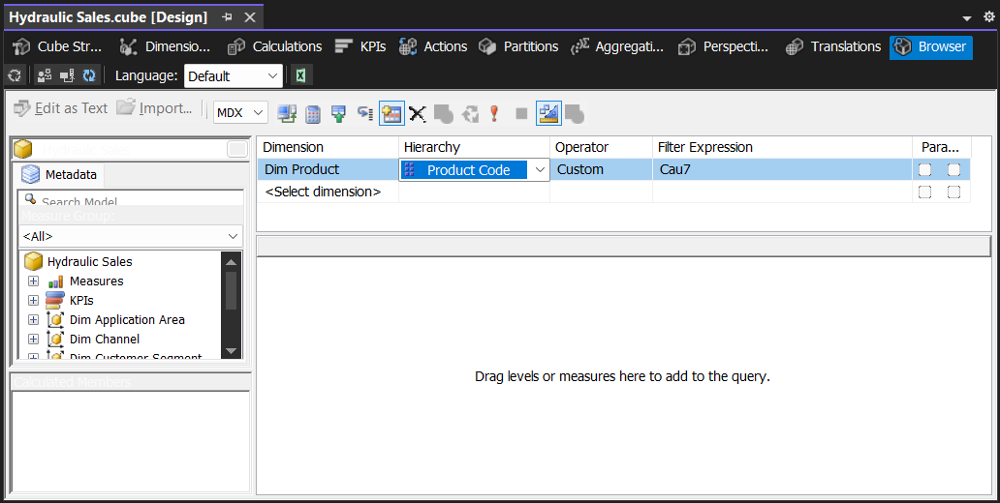 Hydraulic Sales.cube [Design]
Cube Str... Dimensio... Calculations KPIs Actions Partitions Aggregati... Perspecti... Translations Browser
Language: Default
Edit as Text Import... MDX
Hydraulic Sales
Metadata
Search Model
Measure Group:
<All>
Hydraulic Sales
Measures
KPIs
Dim Application Area
Dim Channel
Dim Customer Segment
Calculated Members
Dimension Hierarchy Operator Filter Expression Para...
Dim Product Product Code Custom Cau7
<Select dimension>
Drag levels or measures here to add to the query.